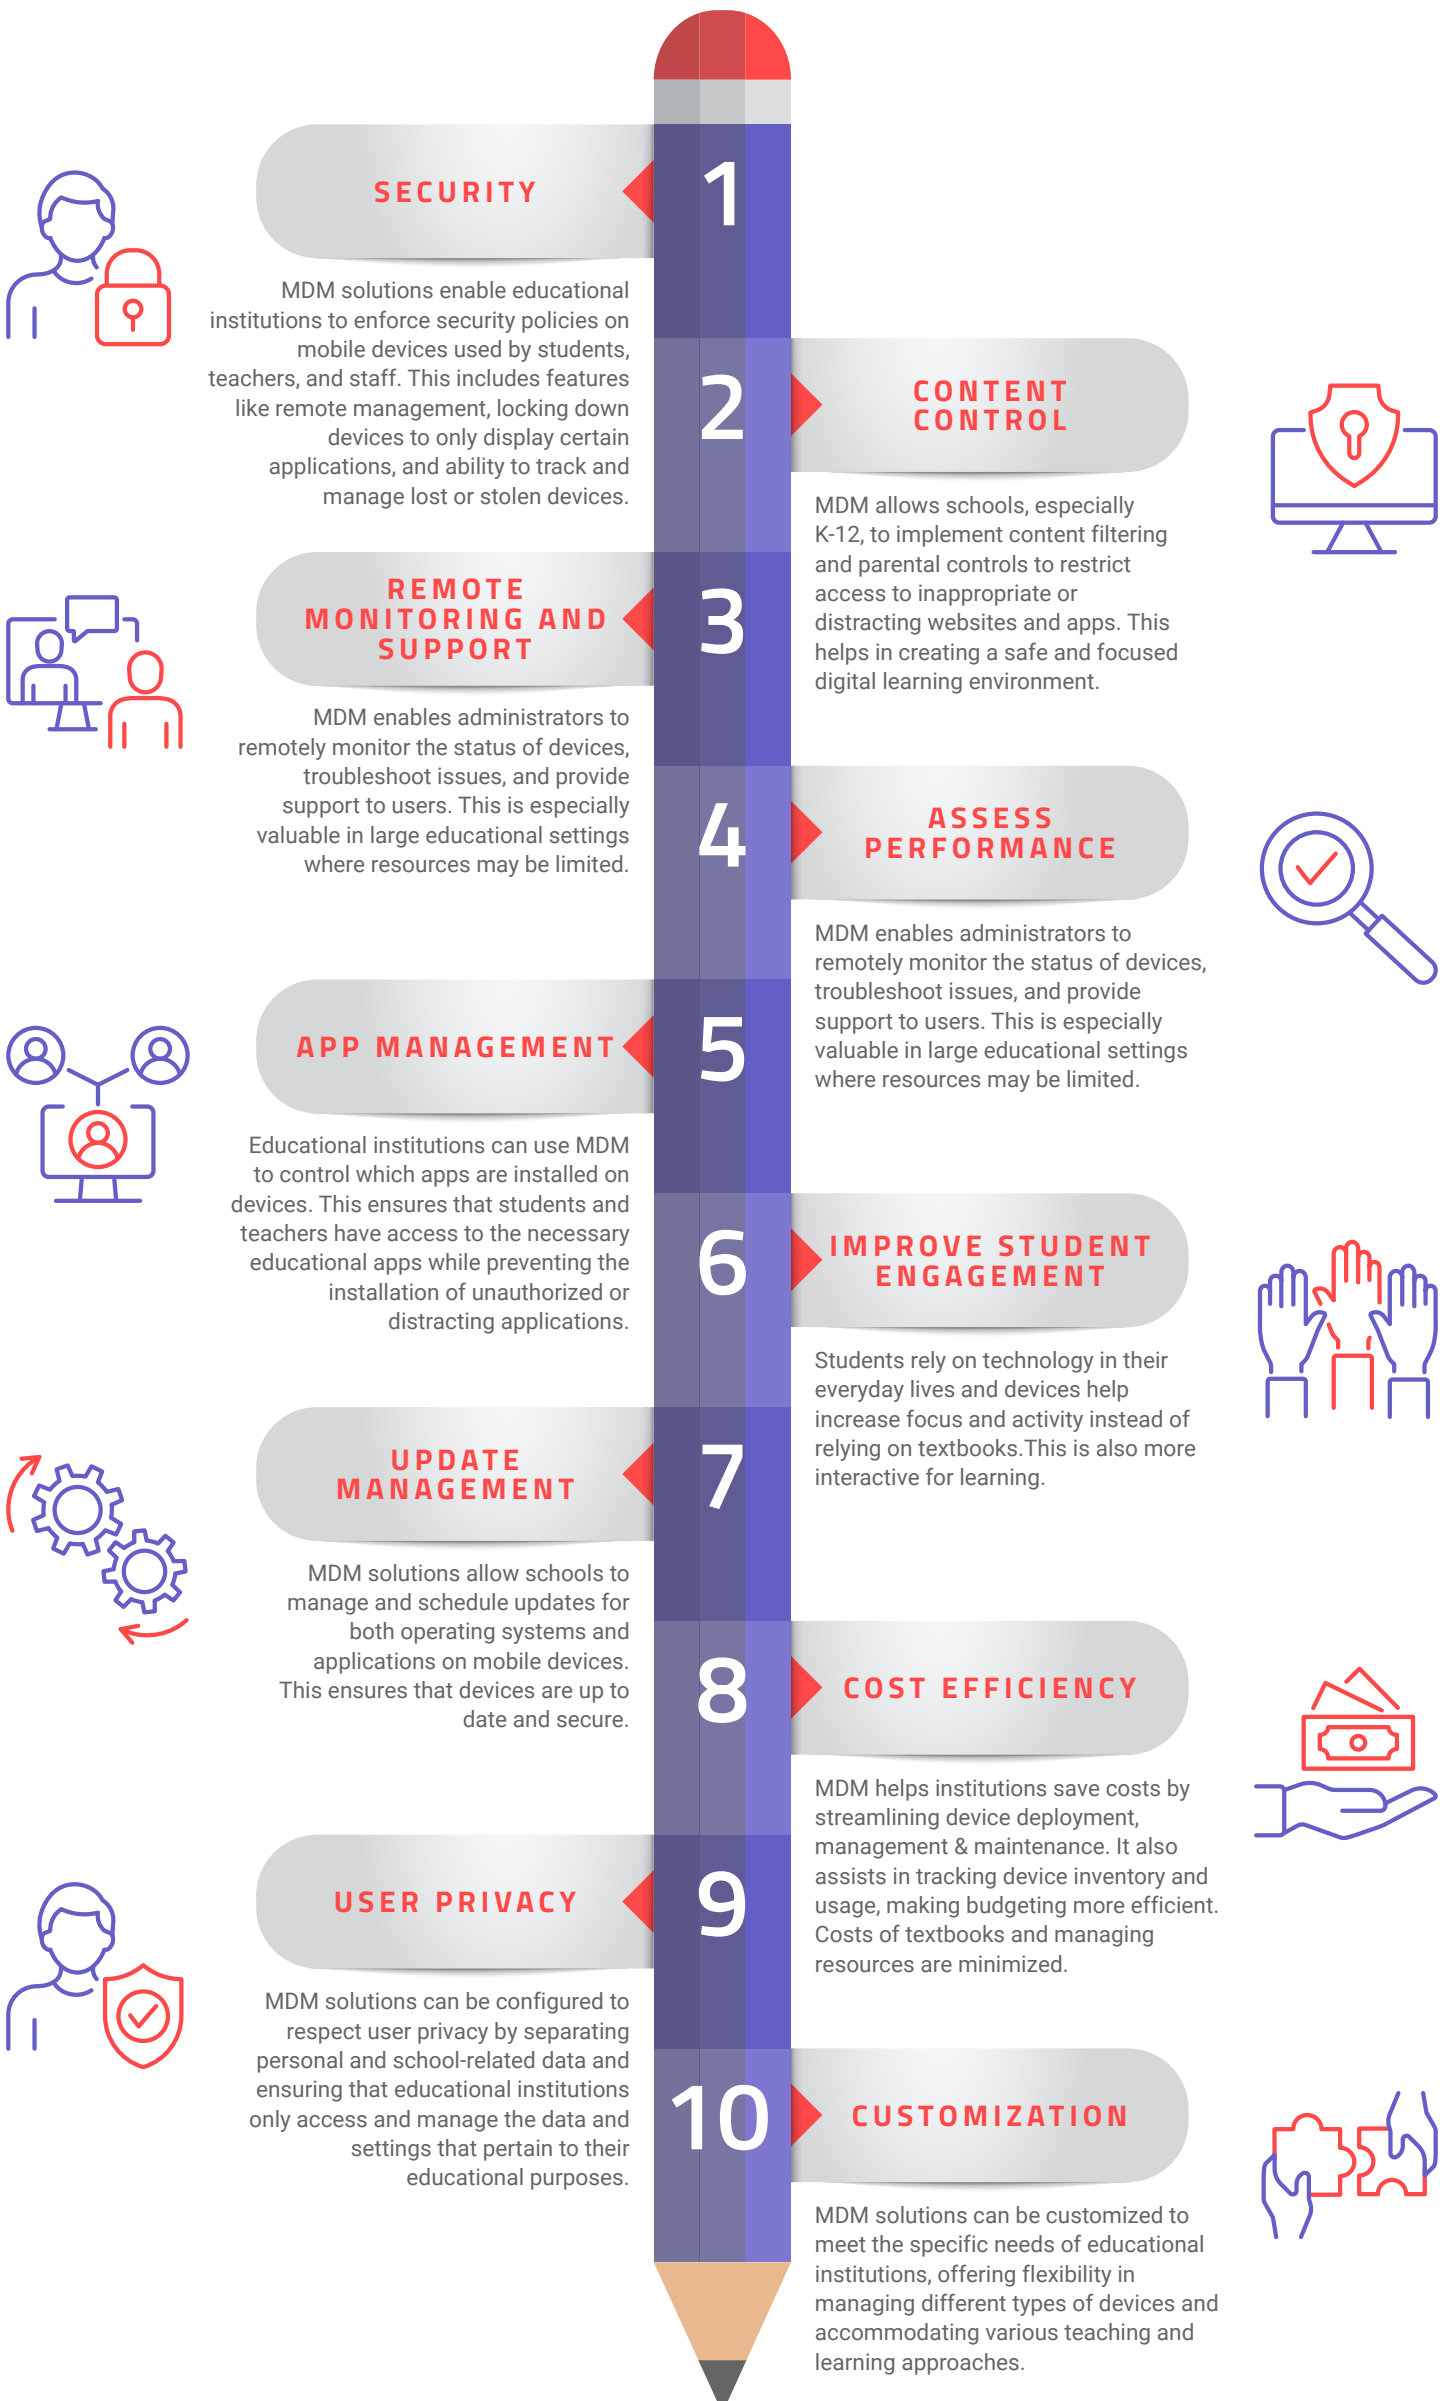 1
SECURITY
MDM solutions enable educational
institutions to enforce security policies on
mobile devices used by students,
teachers, and staff. This includes features
like remote management, locking down
devices to only display certain
applications, and ability to track and
manage lost or stolen devices.
2
CONTENT
CONTROL
MDM allows schools, especially
K-12, to implement content filtering
and parental controls to restrict
access to inappropriate or
distracting websites and apps. This
helps in creating a safe and focused
digital learning environment.
3
REMOTE
MONITORING AND
SUPPORT
MDM enables administrators to
remotely monitor the status of devices,
troubleshoot issues, and provide
support to users. This is especially
valuable in large educational settings
where resources may be limited.
4
ASSESS
PERFORMANCE
MDM enables administrators to
remotely monitor the status of devices,
troubleshoot issues, and provide
support to users. This is especially
valuable in large educational settings
where resources may be limited.
5
APP MANAGEMENT
Educational institutions can use MDM
to control which apps are installed on
devices. This ensures that students and
teachers have access to the necessary
educational apps while preventing the
installation of unauthorized or
distracting applications.
6
IMPROVE STUDENT
ENGAGEMENT
Students rely on technology in their
everyday lives and devices help
increase focus and activity instead of
relying on textbooks.This is also more
interactive for learning.
7
UPDATE
MANAGEMENT
MDM solutions allow schools to
manage and schedule updates for
both operating systems and
applications on mobile devices.
This ensures that devices are up to
date and secure.
8
COST EFFICIENCY
MDM helps institutions save costs by
streamlining device deployment,
management & maintenance. It also
assists in tracking device inventory and
usage, making budgeting more efficient.
Costs of textbooks and managing
resources are minimized.
9
USER PRIVACY
MDM solutions can be configured to
respect user privacy by separating
personal and school-related data and
ensuring that educational institutions
only access and manage the data and
settings that pertain to their
educational purposes.
10
CUSTOMIZATION
MDM solutions can be customized to
meet the specific needs of educational
institutions, offering flexibility in
managing different types of devices and
accommodating various teaching and
learning approaches.